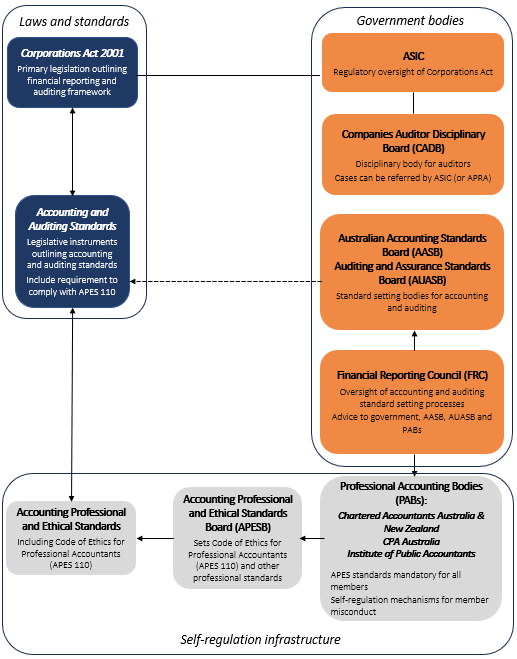 Laws and standards
Corporations Act 2001
Primary legislation outlining
financial reporting and
auditing framework
Accounting and
Auditing Standards
Legislative instruments
outlining accounting
and auditing standards
Include requirement to
comply with APES 110
Government bodies
ASIC
Regulatory oversight of Corporations Act
Companies Auditor Disciplinary
Board (CADB)
Disciplinary body for auditors
Cases can be referred by ASIC (or APRA)
Australian Accounting Standards
Board (AASB)
Auditing and Assurance Standards
Board (AUASB)
Standard setting bodies for accounting
and auditing
Financial Reporting Council (FRC)
Oversight of accounting and auditing
standard setting processes
Advice to government, AASB, AUASB and
PABs
Accounting Professional
and Ethical Standards
Including Code of Ethics for
Professional Accountants
(APES 110)
Accounting Professional
and Ethical Standards
Board (APESB)
Sets Code of Ethics for
Professional Accountants
(APES 110) and other
professional standards
Professional Accounting Bodies
(PABs):
Chartered Accountants Australia &
New Zealand
CPA Australia
Institute of Public Accountants
APES standards mandatory for all
members
Self-regulation mechanisms for member
misconduct
Self-regulation infrastructure